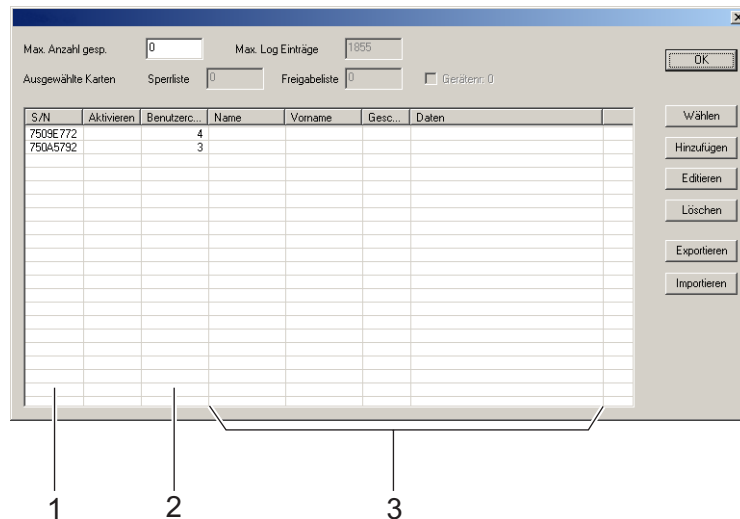 Max. Anzahl gesp. 0 Max. Log Einträge 1855
OK
Ausgewählte Karten Sperrliste 0 Freigabeliste 0 Gerätenr. 0
S/N Aktivieren Benutzerc... Name Vorname Gesc... Daten
7509E772 4
750A5792 3
Wählen
Hinzufügen
Editieren
Löschen
Exportieren
Importieren
1 2 3